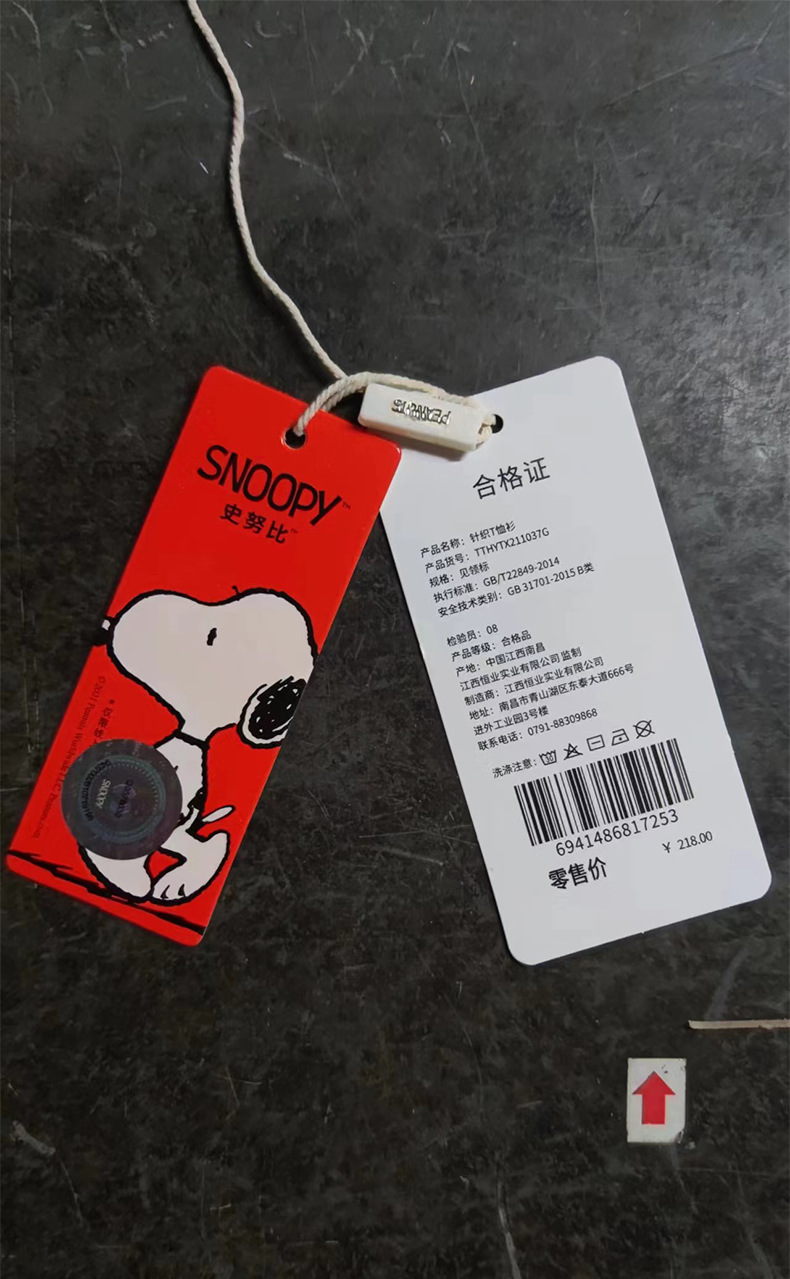 SNOOPY™
史努比™
PEANUTS
SNOOPY
合格证
产品名称：针织T恤衫
产品货号：TTHYTX211037G
规格：见领标
执行标准：GB/T22849-2014
安全技术类别：GB 31701-2015 B类
检验员：08
产品等级：合格品
产地：中国江西南昌
江西恒业实业有限公司 监制
制造商：江西恒业实业有限公司
地址：南昌市青山湖区东泰大道666号
进外工业园3号楼
联系电话：0791-88309868
洗涤注意：
6941486817253
零售价 ￥ 218.00